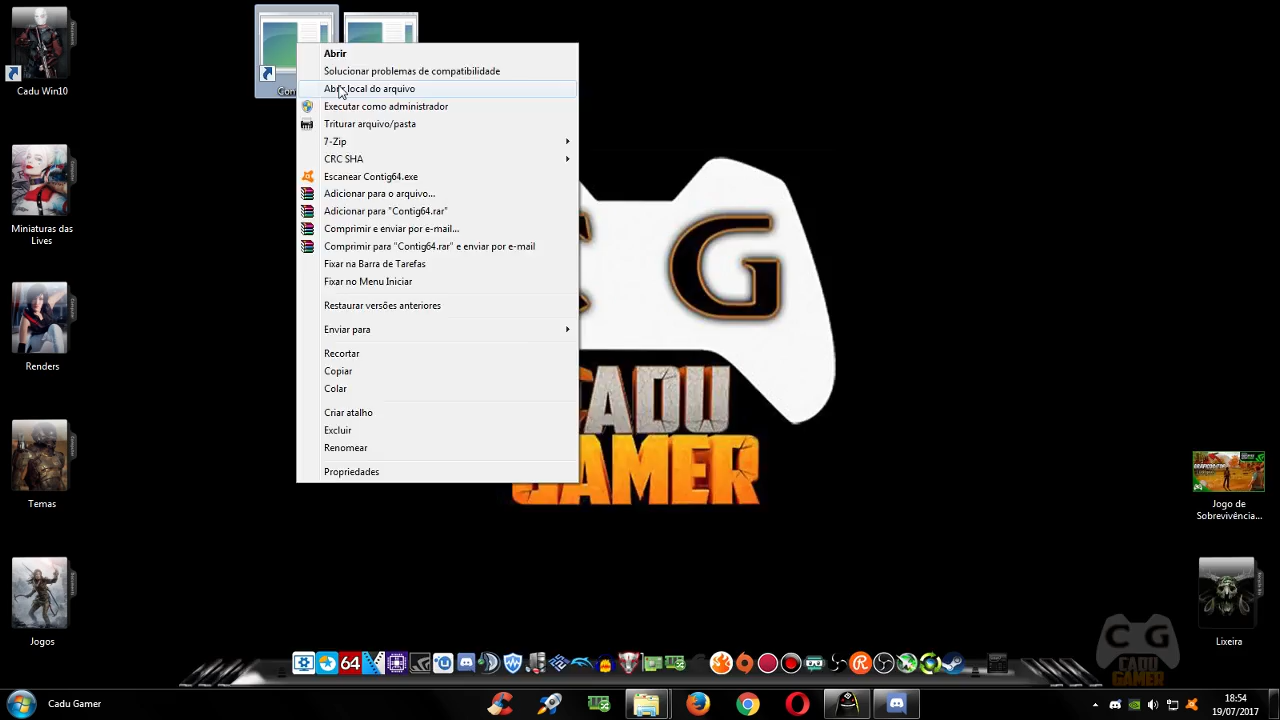 Cadu Win10
Miniaturas das
Lives
Renders
Temas
Jogos
Abrir
Solucionar problemas de compatibilidade
Abrir local do arquivo
Executar como administrador
Triturar arquivo/pasta
7-Zip
CRC SHA
Escanear Contig64.exe
Adicionar para o arquivo...
Adicionar para "Contig64.rar"
Comprimir e enviar por e-mail...
Comprimir para "Contig64.rar" e enviar por e-mail
Fixar na Barra de Tarefas
Fixar no Menu Iniciar
Restaurar versões anteriores
Enviar para
Recortar
Copiar
Colar
Criar atalho
Excluir
Renomear
Propriedades
G
CADU
GAMER
Jogo de
Sobrevivência...
Lixeira
64
C G
CADU
GAMER
Cadu Gamer
18:54
19/07/2017